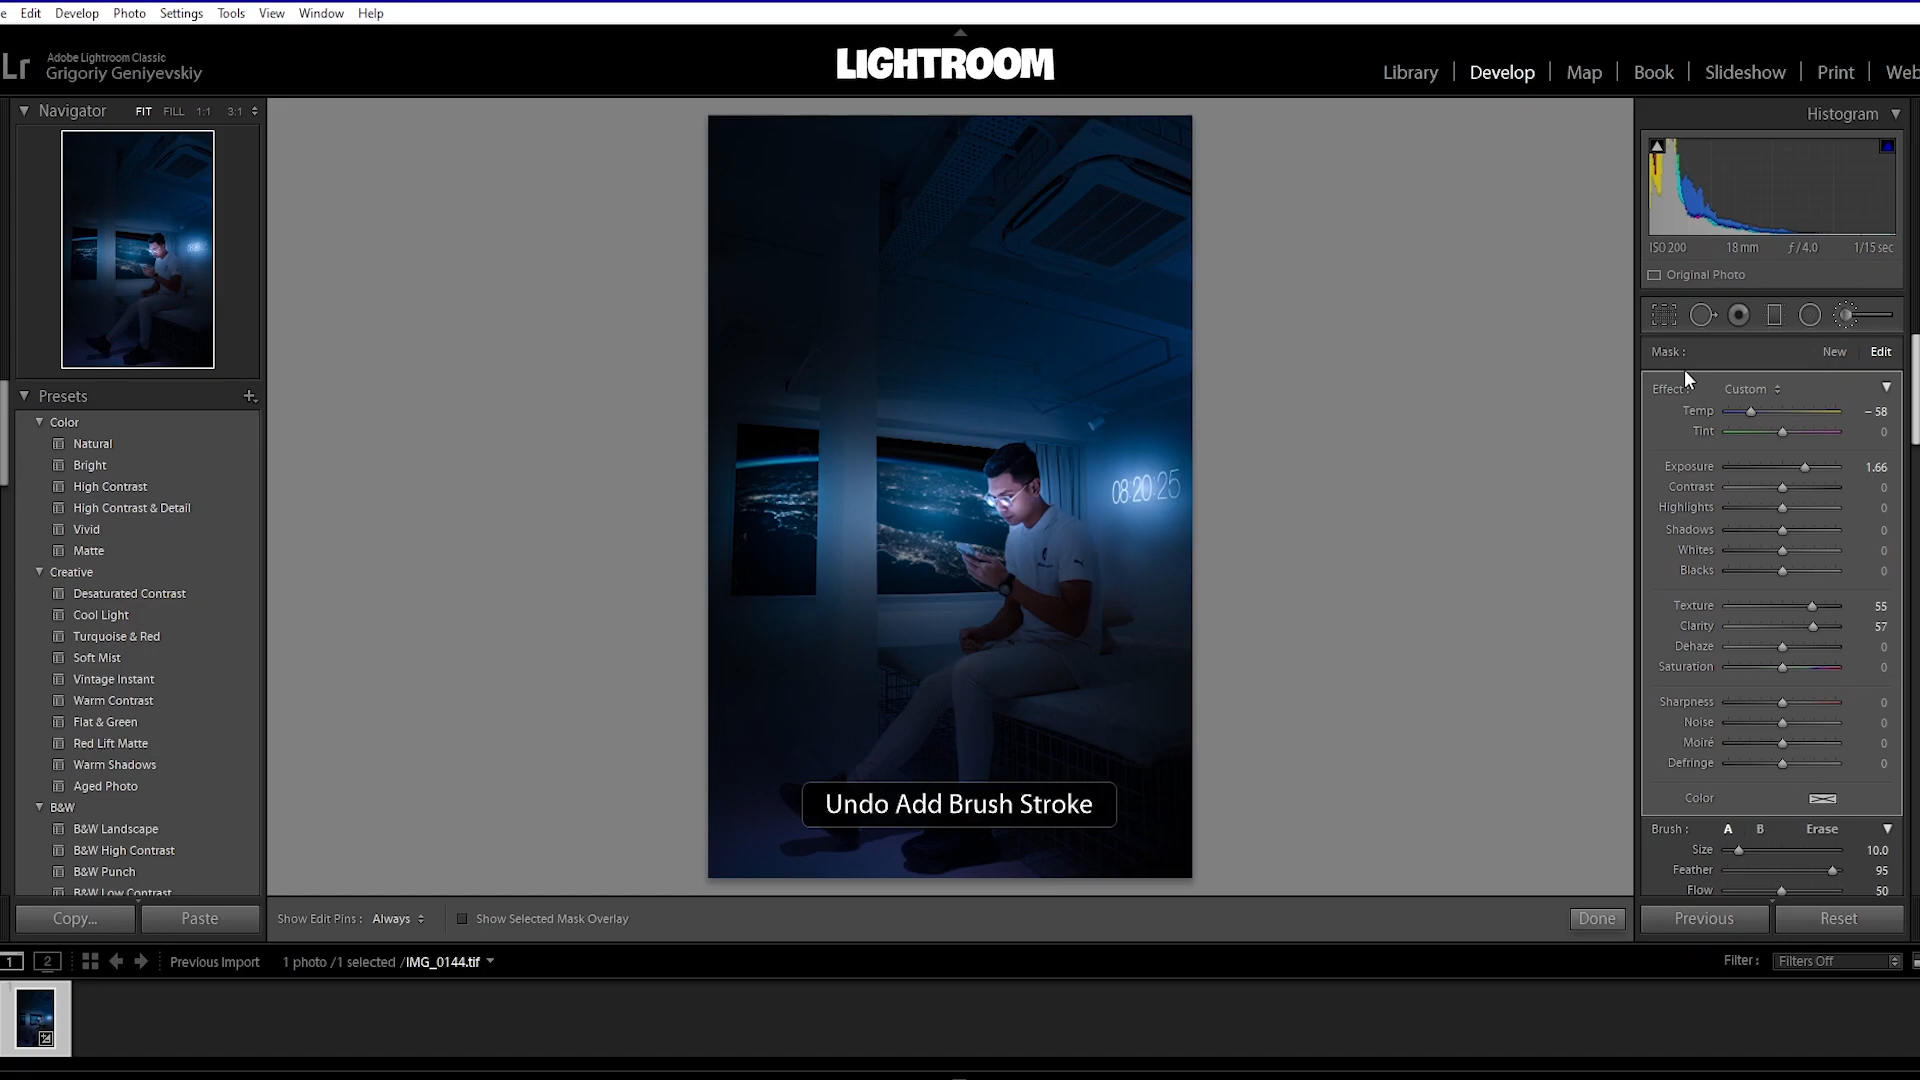 Edit Develop Photo Settings Tools View Window Help
Lr Adobe Lightroom Classic
Grigoriy Geniyevskiy
LIGHTROOM
Library | Develop | Map | Book | Slideshow | Print | Web
Navigator FIT FILL 1:1 3:1
Presets +
Color
Natural
Bright
High Contrast
High Contrast & Detail
Vivid
Matte
Creative
Desaturated Contrast
Cool Light
Turquoise & Red
Soft Mist
Vintage Instant
Warm Contrast
Flat & Green
Red Lift Matte
Warm Shadows
Aged Photo
B&W
B&W Landscape
B&W High Contrast
B&W Punch
B&W Low Contrast
Copy... Paste
08:20:25
Undo Add Brush Stroke
Show Edit Pins : Always Show Selected Mask Overlay Done
Histogram
ISO 200 18 mm ƒ / 4.0 1/15 sec
Original Photo
Mask : New Edit
Effect : Custom
Temp – 58
Tint 0
Exposure 1.66
Contrast 0
Highlights 0
Shadows 0
Whites 0
Blacks 0
Texture 55
Clarity 57
Dehaze 0
Saturation 0
Sharpness 0
Noise 0
Moiré 0
Defringe 0
Color
Brush : A B Erase
Size 10.0
Feather 95
Flow 50
Previous Reset
1 2 Previous Import 1 photo /1 selected /IMG_0144.tif Filter : Filters Off